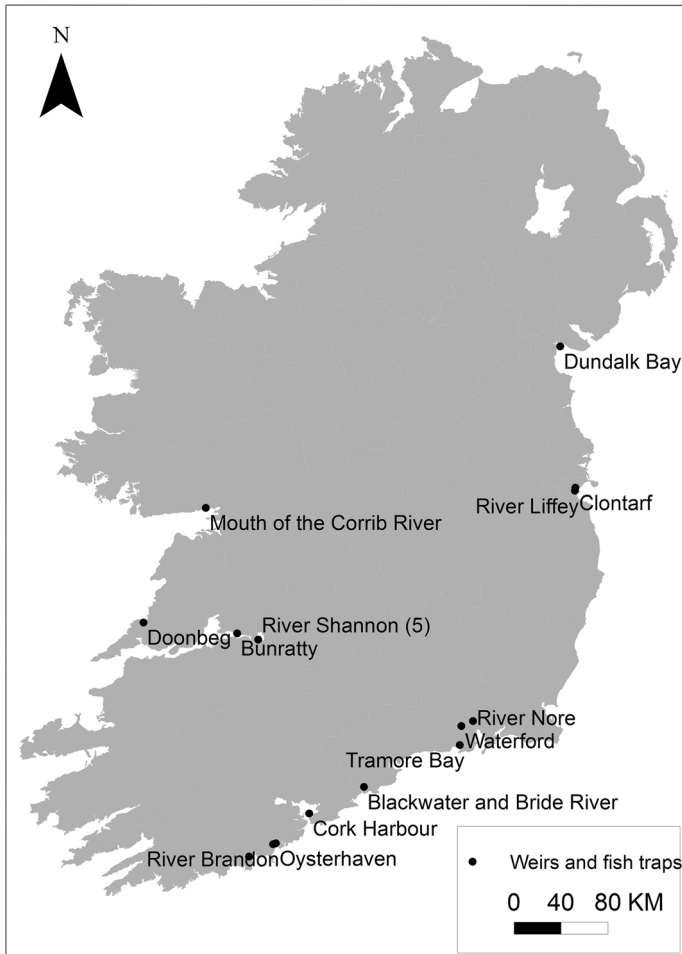 N
Dundalk Bay
River Liffey
Clontarf
Mouth of the Corrib River
River Shannon (5)
Doonbeg
Bunratty
River Nore
Waterford
Tramore Bay
Blackwater and Bride River
Cork Harbour
River Brandon
Oysterhaven
Weirs and fish traps
0 40 80 KM